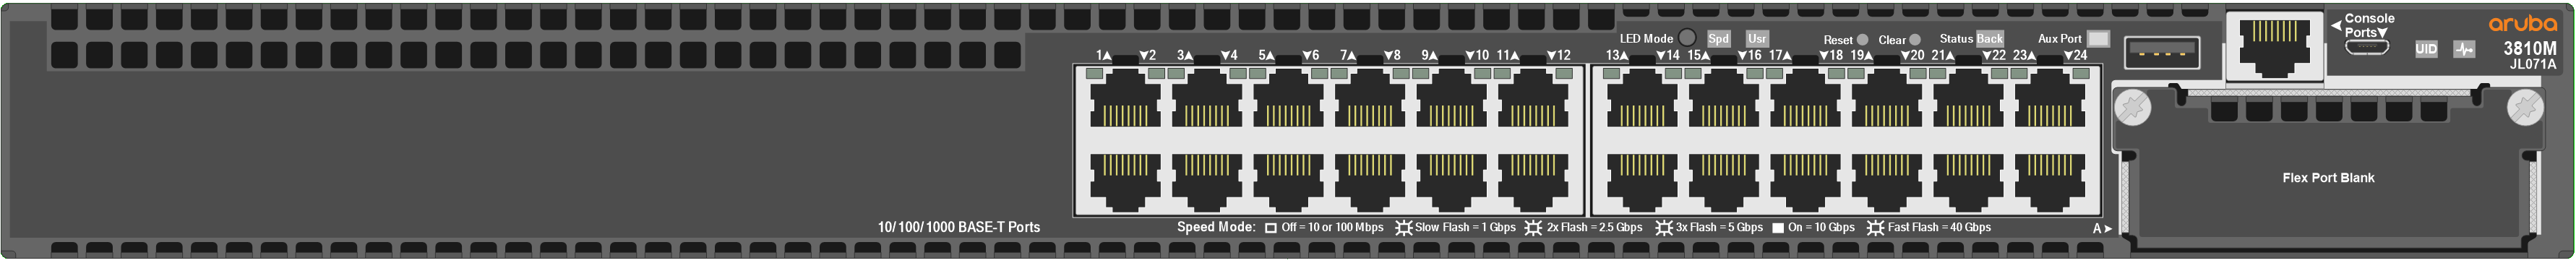 aruba
3810M
JL071A
Console
Ports
UID
LED Mode Spd Usr Reset Clear Status Back Aux Port
1 2 3 4 5 6 7 8 9 10 11 12 13 14 15 16 17 18 19 20 21 22 23 24
Flex Port Blank
10/100/1000 BASE-T Ports
Speed Mode: Off = 10 or 100 Mbps Slow Flash = 1 Gbps 2x Flash = 2.5 Gbps 3x Flash = 5 Gbps On = 10 Gbps Fast Flash = 40 Gbps A